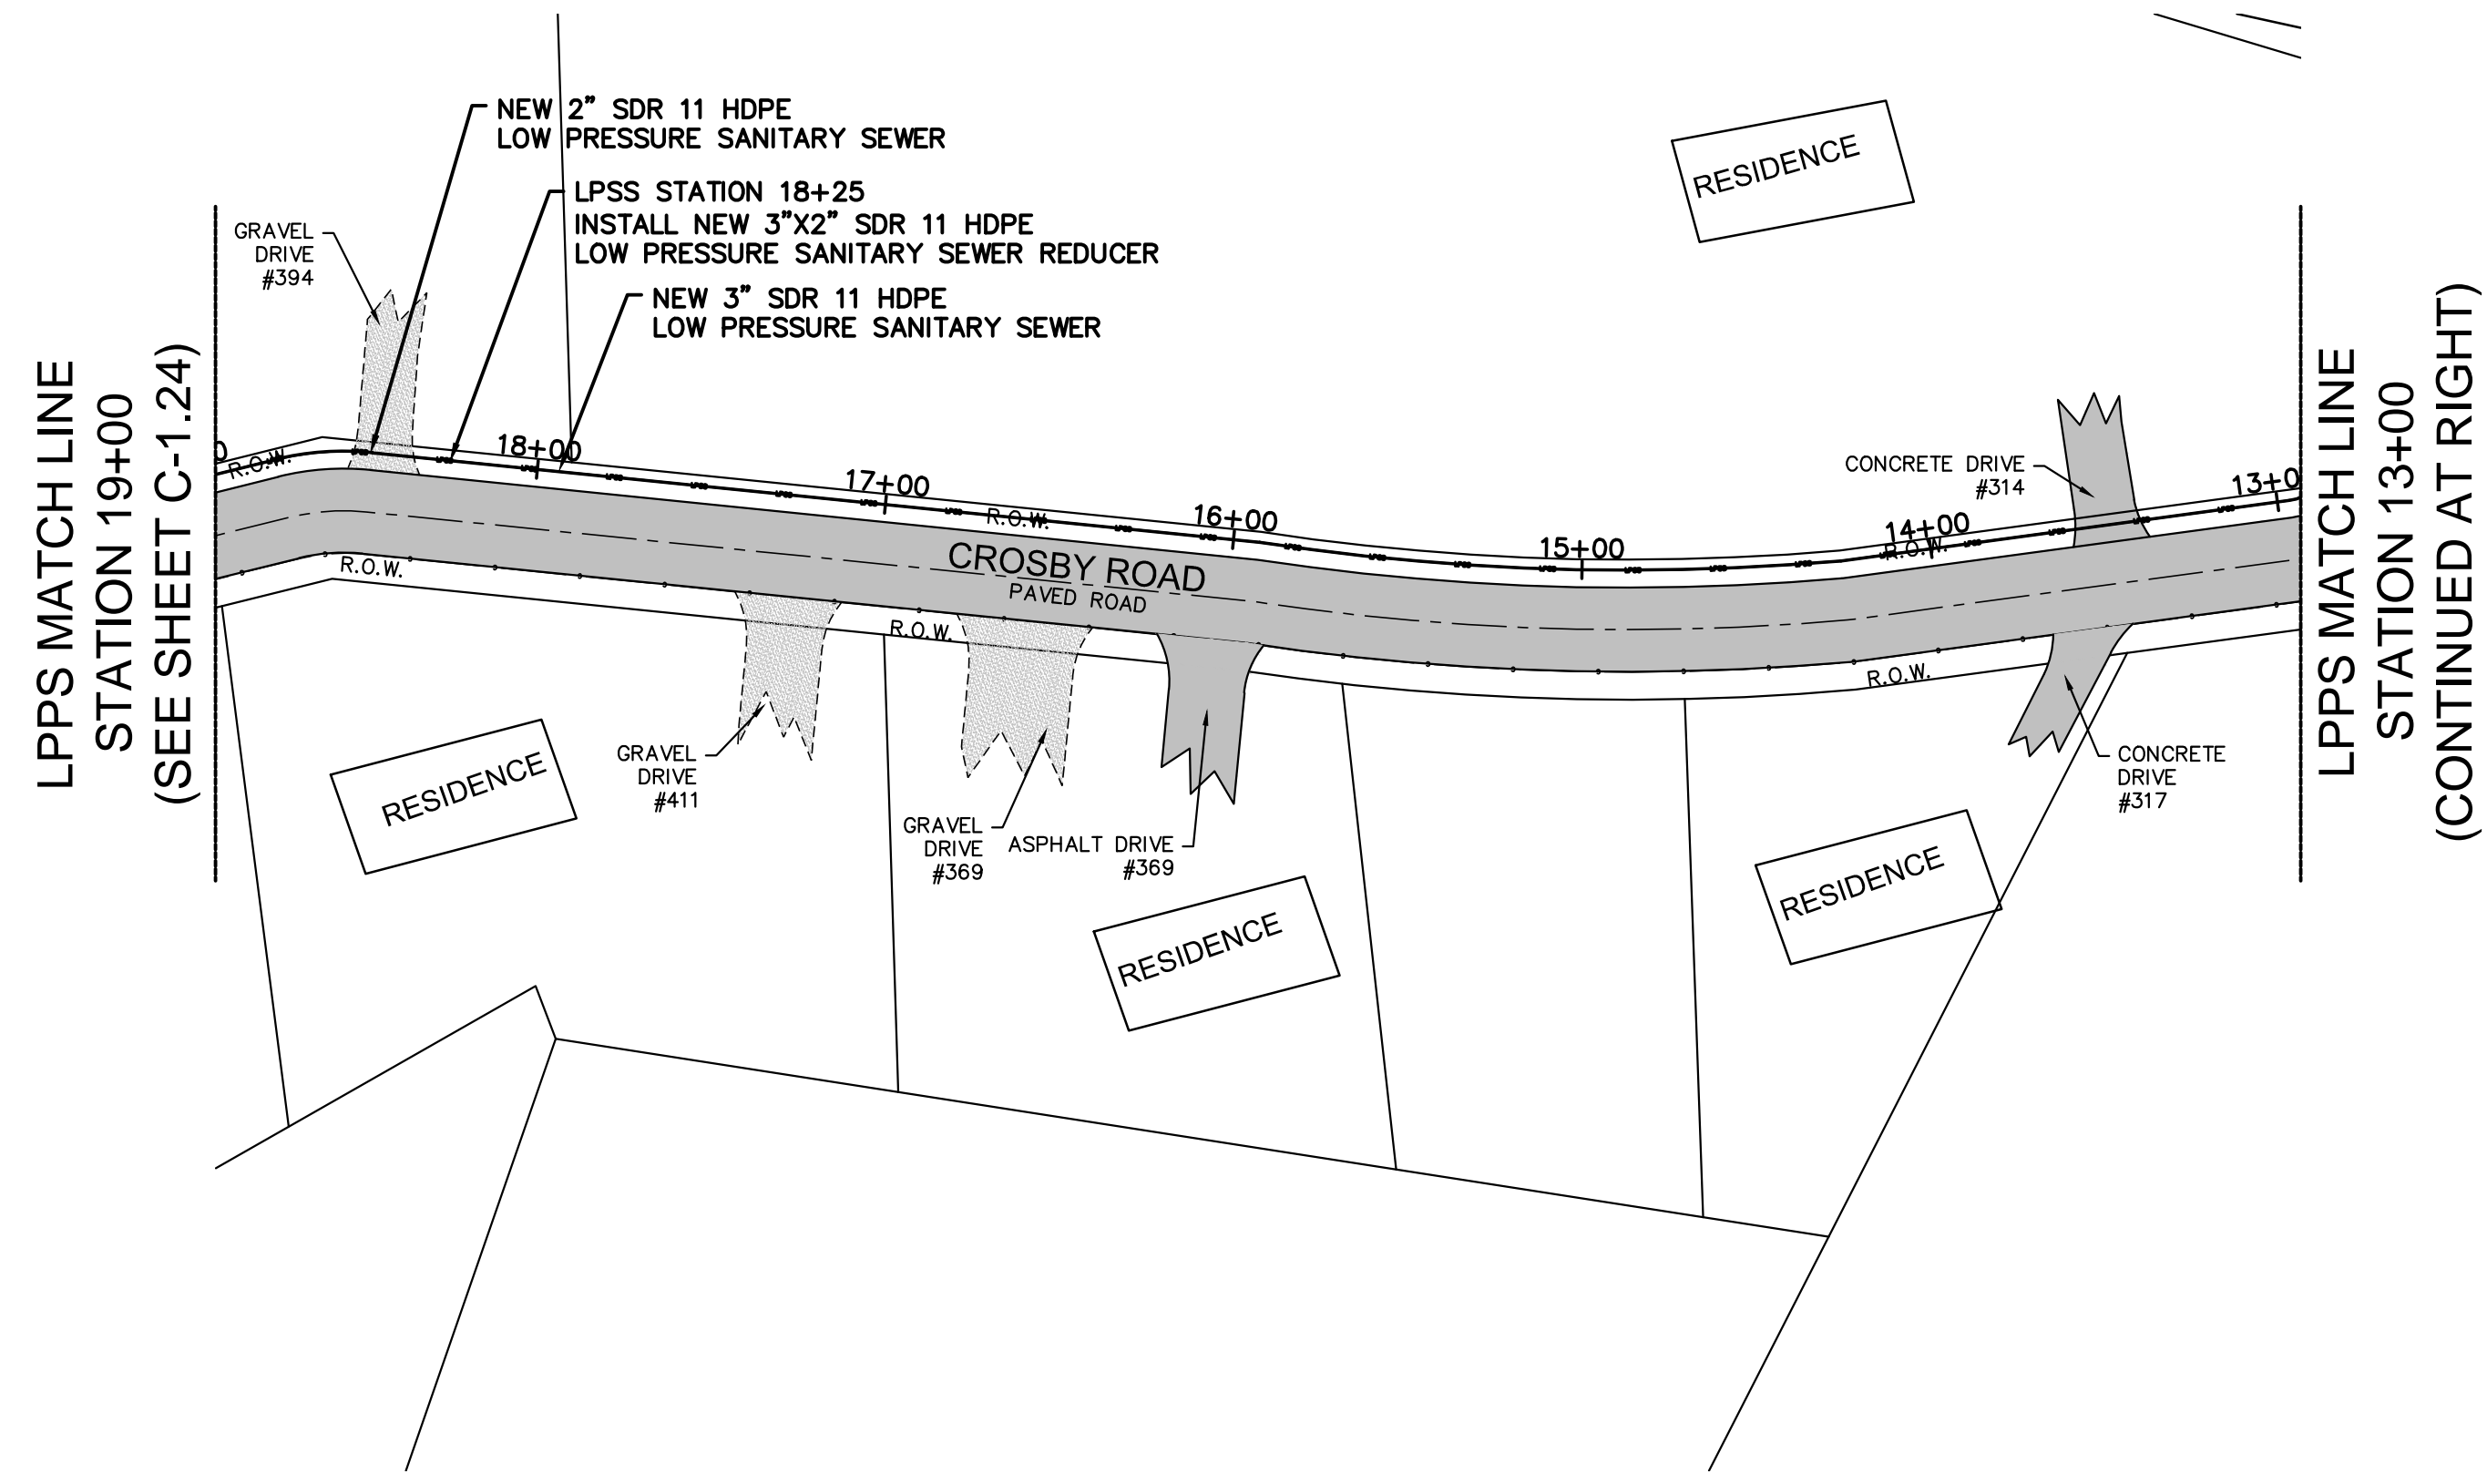 NEW 2” SDR 11 HDPE
LOW PRESSURE SANITARY SEWER
LPSS STATION 18+25
INSTALL NEW 3”X2” SDR 11 HDPE
LOW PRESSURE SANITARY SEWER REDUCER
NEW 3” SDR 11 HDPE
LOW PRESSURE SANITARY SEWER
GRAVEL
DRIVE
#394
RESIDENCE
LPPS MATCH LINE
STATION 19+00
(SEE SHEET C-1.24)
LPPS MATCH LINE
STATION 13+00
(CONTINUED AT RIGHT)
0
R.O.W.
18+00
17+00
R.O.W.
16+00
15+00
14+00
R.O.W.
13+0
CONCRETE DRIVE
#314
CROSBY ROAD
PAVED ROAD
R.O.W.
R.O.W.
R.O.W.
GRAVEL
DRIVE
#411
GRAVEL
DRIVE
#369
ASPHALT DRIVE
#369
CONCRETE
DRIVE
#317
RESIDENCE
RESIDENCE
RESIDENCE